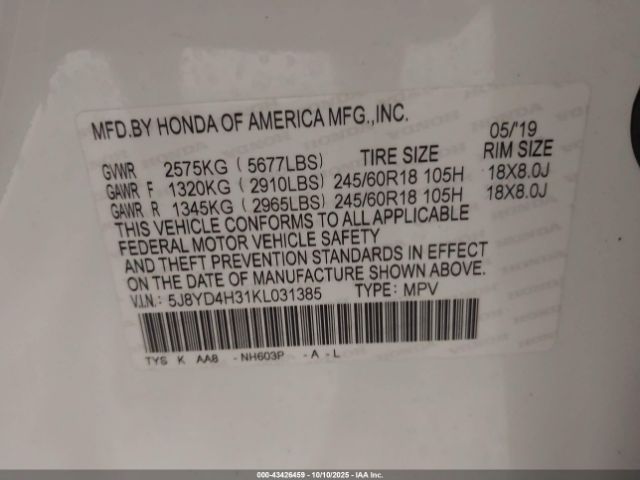 MFD.BY HONDA OF AMERICA MFG.,INC.
05/'19
GVWR 2575KG ( 5677LBS) TIRE SIZE RIM SIZE
GAWR F 1320KG ( 2910LBS) 245/60R18 105H 18X8.0J
GAWR R 1345KG ( 2965LBS) 245/60R18 105H 18X8.0J
THIS VEHICLE CONFORMS TO ALL APPLICABLE
FEDERAL MOTOR VEHICLE SAFETY
AND THEFT PREVENTION STANDARDS IN EFFECT
ON THE DATE OF MANUFACTURE SHOWN ABOVE.
V.I.N.: 5J8YD4H31KL031385 TYPE: MPV
TYS K AA8 -NH603P -A -L
000-43426459 - 10/10/2025 - IAA Inc.